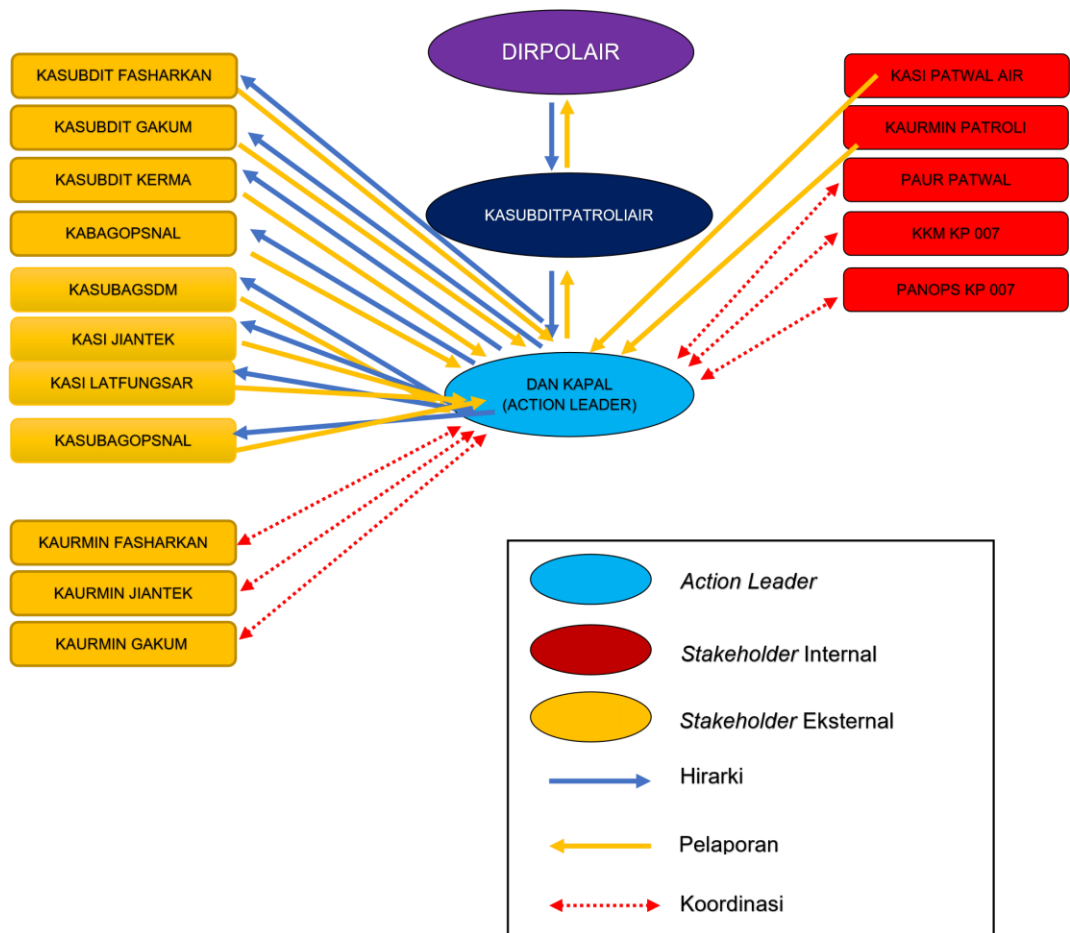 DIRPOLAIR
KASUBDITPATROLIAIR
DAN KAPAL
(ACTION LEADER)
KASUBDIT FASHARKAN
KASUBDIT GAKUM
KASUBDIT KERMA
KABAGOPSNAL
KASUBAGSDM
KASI JIANTEK
KASI LATFUNGSAR
KASUBAGOPSNAL
KAURMIN FASHARKAN
KAURMIN JIANTEK
KAURMIN GAKUM
KASI PATWAL AIR
KAURMIN PATROLI
PAUR PATWAL
KKM KP 007
PANOPS KP 007
Action Leader
Stakeholder Internal
Stakeholder Eksternal
Hirarki
Pelaporan
Koordinasi